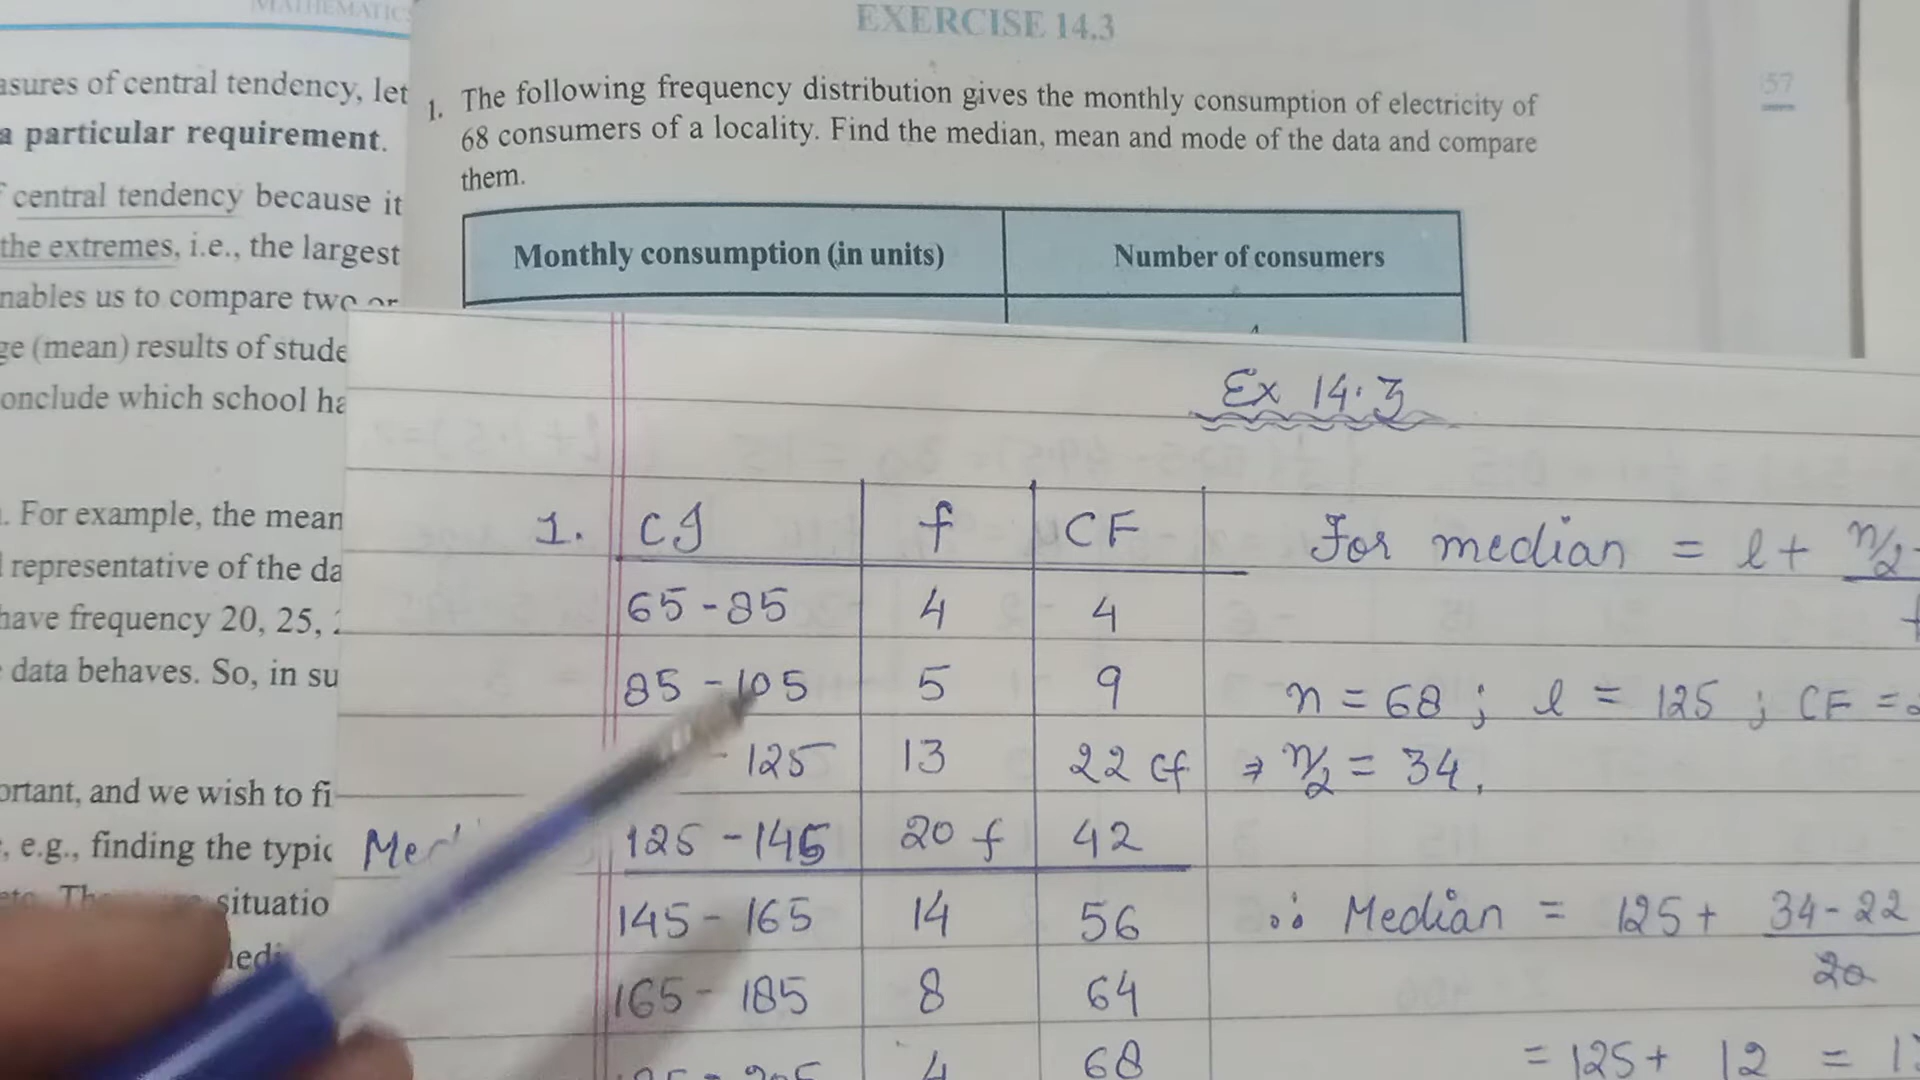 MATHEMATICS
EXERCISE 14.3
57
asures of central tendency, let
a particular requirement.
central tendency because it
the extremes, i.e., the largest
nables us to compare two or
ge (mean) results of stude
onclude which school ha
. For example, the mean
representative of the da
have frequency 20, 25,
data behaves. So, in su
ortant, and we wish to fi
, e.g., finding the typic
situatio
1. The following frequency distribution gives the monthly consumption of electricity of
68 consumers of a locality. Find the median, mean and mode of the data and compare
them.
Monthly consumption (in units) Number of consumers
Ex 14.3
1. CI f CF For median = l + n/2 -
65 - 85 4 4
85 - 105 5 9 n = 68 ; l = 125 ; CF =
- 125 13 22 cf ⇒ n/2 = 34.
125 - 145 20 f 42
145 - 165 14 56 ∴ Median = 125 + 34 - 22
20
165 - 185 8 64
4 68 = 125 + 12 =